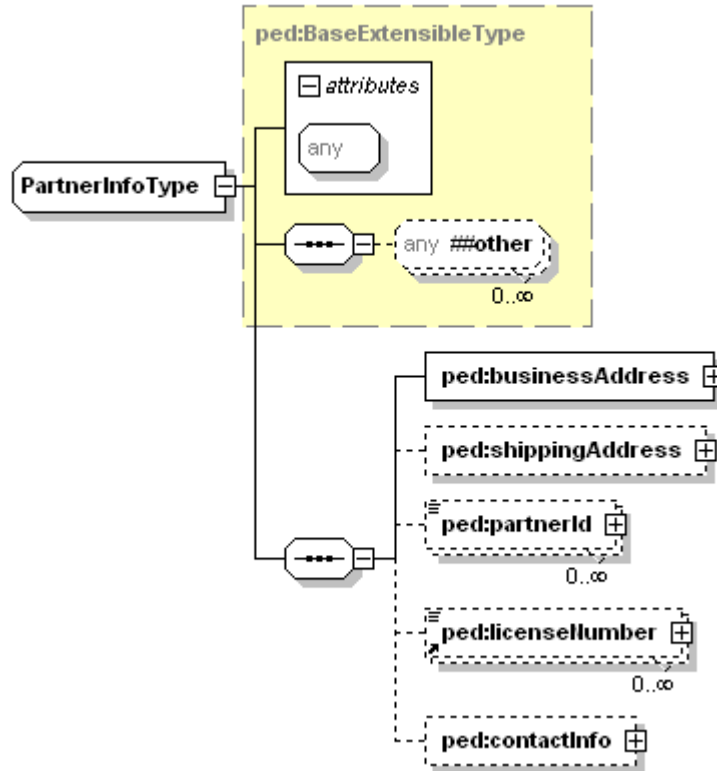 ped:BaseExtensibleType
attributes
any
PartnerInfoType
any ##other
0..∞
ped:businessAddress
ped:shippingAddress
ped:partnerId
0..∞
ped:licenseNumber
0..∞
ped:contactInfo